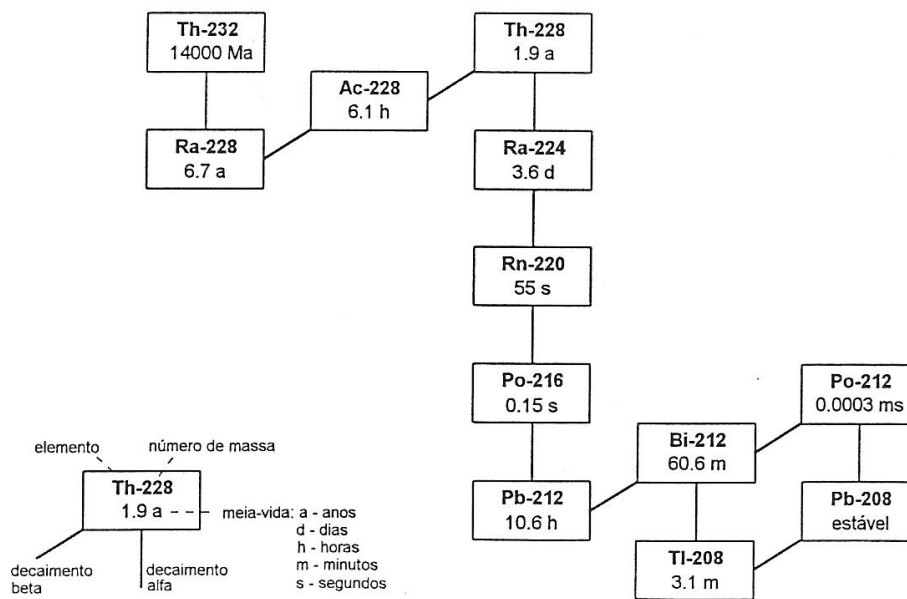 Th-232
14000 Ma
Ra-228
6.7 a
Ac-228
6.1 h
Th-228
1.9 a
Ra-224
3.6 d
Rn-220
55 s
Po-216
0.15 s
Pb-212
10.6 h
Bi-212
60.6 m
Po-212
0.0003 ms
Tl-208
3.1 m
Pb-208
estável
elemento
número de massa
Th-228
1.9 a
meia-vida: a - anos
d - dias
h - horas
m - minutos
s - segundos
decaimento
beta
decaimento
alfa